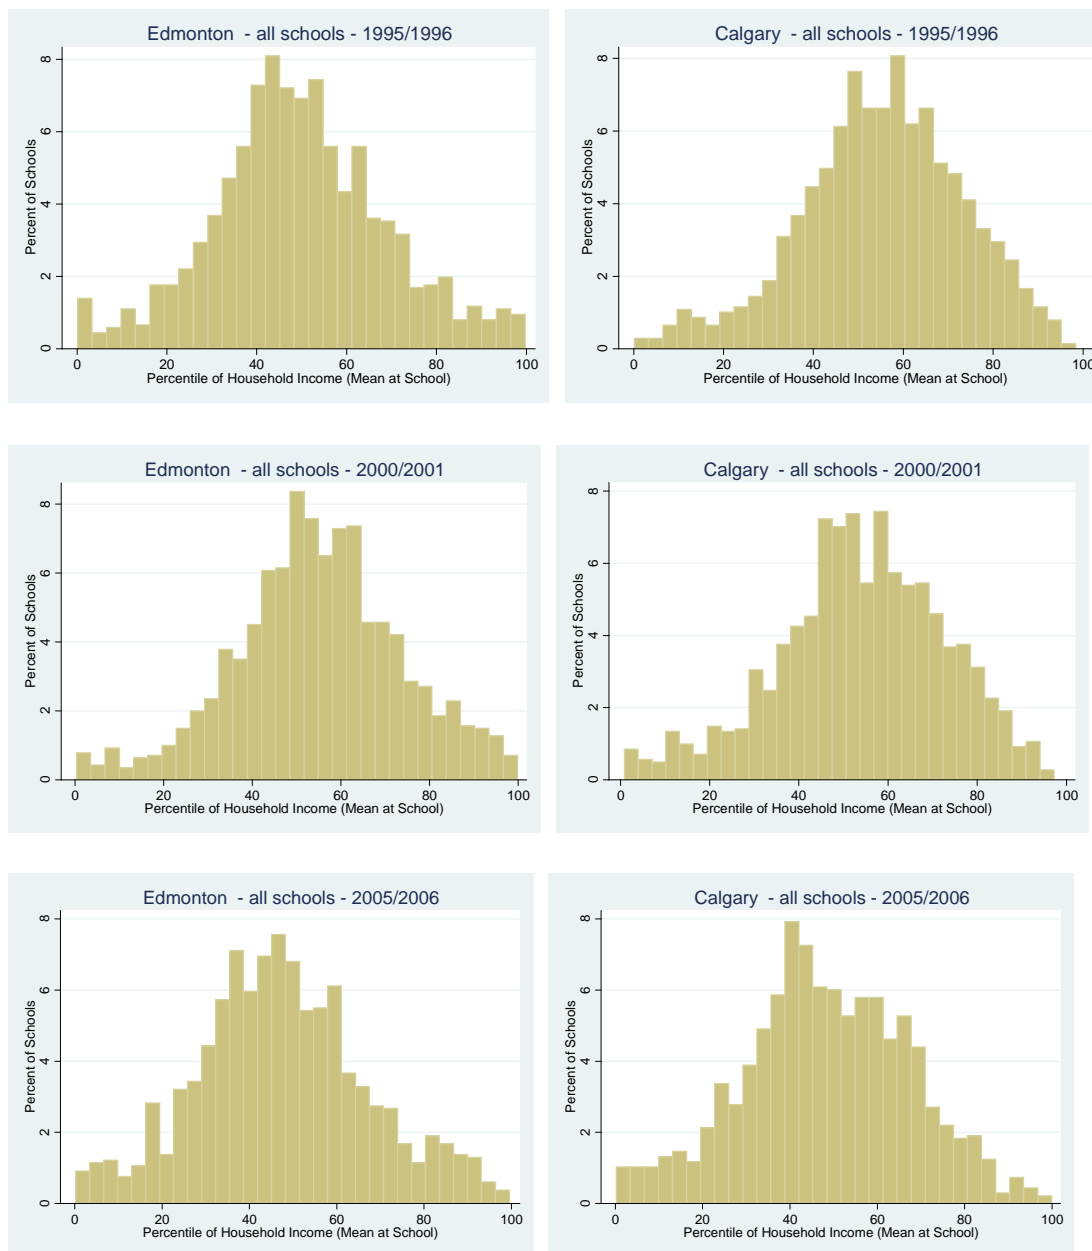 Edmonton  - all schools - 1995/1996
Percent of Schools
0 2 4 6 8
0 20 40 60 80 100
Percentile of Household Income (Mean at School)
Calgary  - all schools - 1995/1996
Percent of Schools
0 2 4 6 8
0 20 40 60 80 100
Percentile of Household Income (Mean at School)
Edmonton  - all schools - 2000/2001
Percent of Schools
0 2 4 6 8
0 20 40 60 80 100
Percentile of Household Income (Mean at School)
Calgary  - all schools - 2000/2001
Percent of Schools
0 2 4 6 8
0 20 40 60 80 100
Percentile of Household Income (Mean at School)
Edmonton  - all schools - 2005/2006
Percent of Schools
0 2 4 6 8
0 20 40 60 80 100
Percentile of Household Income (Mean at School)
Calgary  - all schools - 2005/2006
Percent of Schools
0 2 4 6 8
0 20 40 60 80 100
Percentile of Household Income (Mean at School)